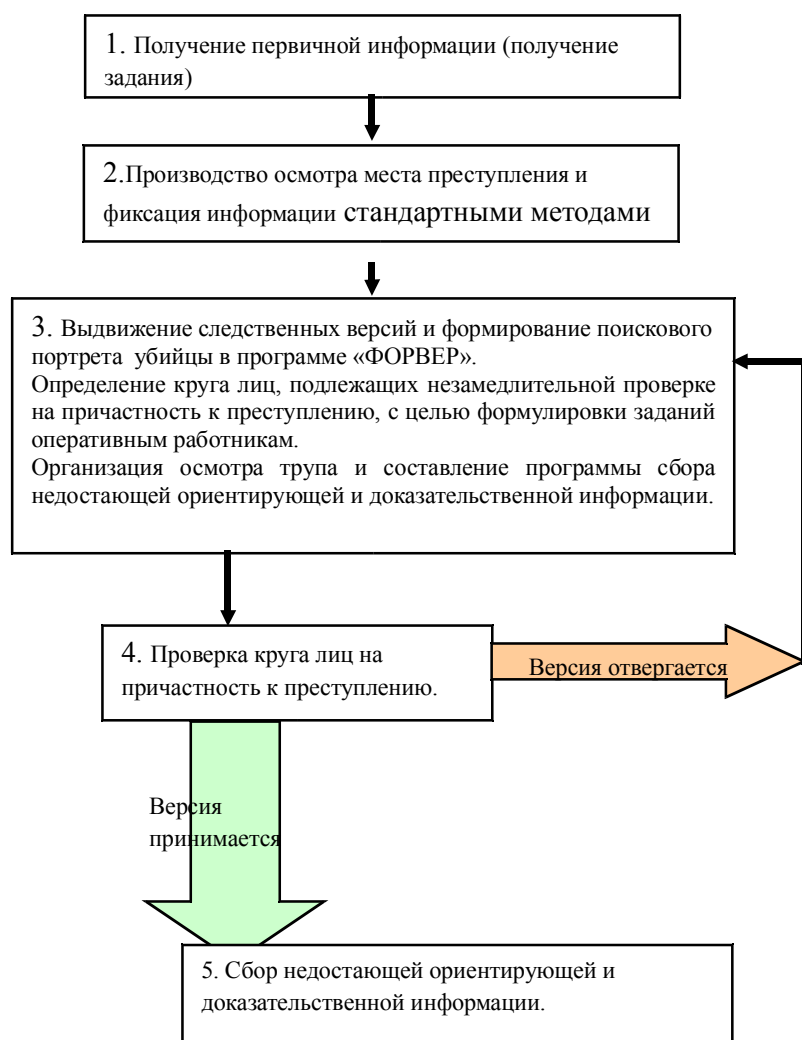 1. Получение первичной информации (получение
задания)
2.Производство осмотра места преступления и
фиксация информации стандартными методами
3. Выдвижение следственных версий и формирование поискового
портрета убийцы в программе «ФОРВЕР».
Определение круга лиц, подлежащих незамедлительной проверке
на причастность к преступлению, с целью формулировки заданий
оперативным работникам.
Организация осмотра трупа и составление программы сбора
недостающей ориентирующей и доказательственной информации.
4. Проверка круга лиц на
причастность к преступлению.
Версия отвергается
Версия
принимается
5. Сбор недостающей ориентирующей и
доказательственной информации.